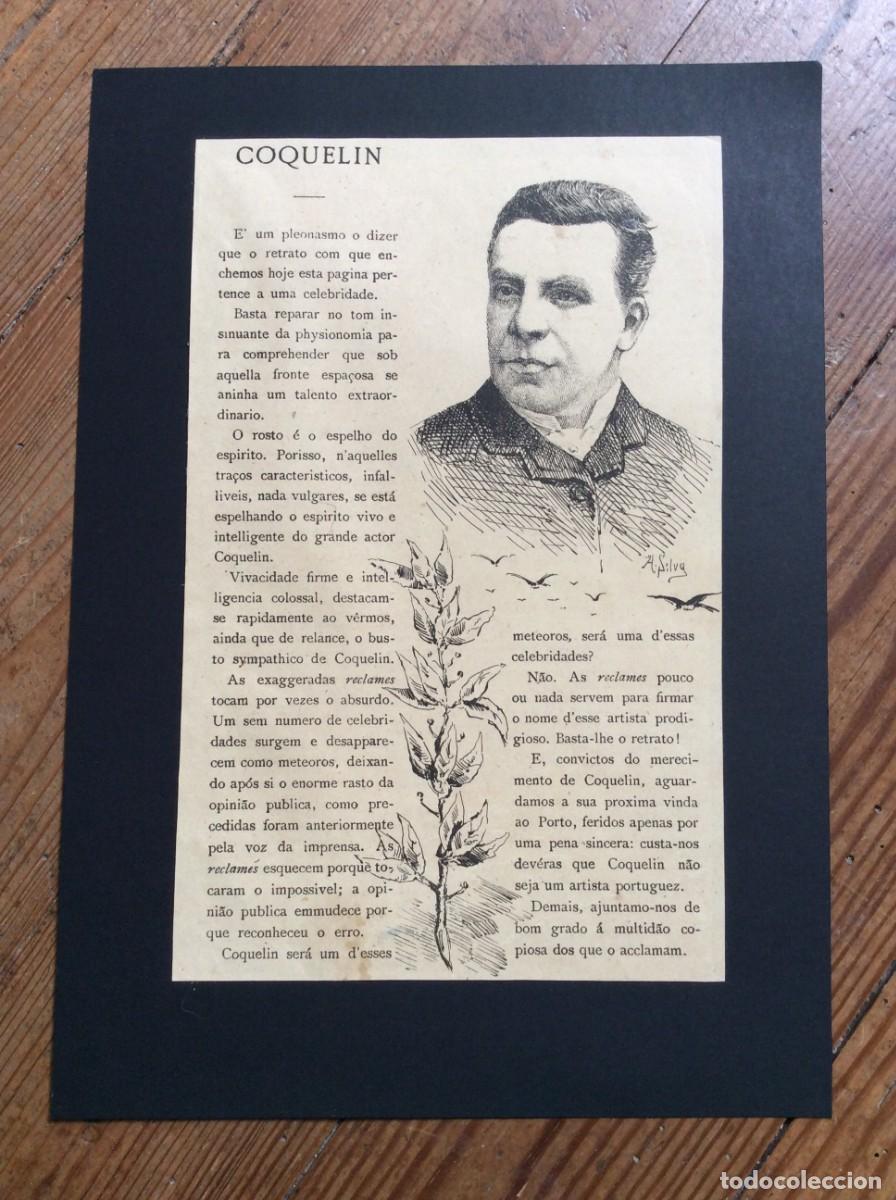 COQUELIN
E' um pleonasmo o dizer
que o retrato com que en-
chemos hoje esta pagina per-
tence a uma celebridade.
Basta reparar no tom in-
sinuante da physionomia pa-
ra comprehender que sob
aquella fronte espaçosa se
aninha um talento extraor-
dinario.
O rosto é o espelho do
espirito. Porisso, n'aquelles
traços caracteristicos, infal-
liveis, nada vulgares, se está
espelhando o espirito vivo e
intelligente do grande actor
Coquelin.
Vivacidade firme e intel-
ligencia colossal, destacam-
se rapidamente ao vêrmos,
ainda que de relance, o bus-
to sympathico de Coquelin.
As exaggeradas reclames
tocam por vezes o absurdo.
Um sem numero de celebri-
dades surgem e desappare-
cem como meteoros, deixan-
do após si o enorme rasto da
opinião publica, como pre-
cedidas foram anteriormente
pela voz da imprensa. As
reclames esquecem porque to-
caram o impossivel; a opi-
nião publica emmudece por-
que reconheceu o erro.
Coquelin será um d'esses
A. Silva
meteoros, será uma d'essas
celebridades?
Não. As reclames pouco
ou nada servem para firmar
o nome d'esse artista prodi-
gioso. Basta-lhe o retrato!
E, convictos do mereci-
mento de Coquelin, aguar-
damos a sua proxima vinda
ao Porto, feridos apenas por
uma pena sincera: custa-nos
devéras que Coquelin não
seja um artista portuguez.
Demais, ajuntamo-nos de
bom grado á multidão co-
piosa dos que o acclamam.
todocoleccion